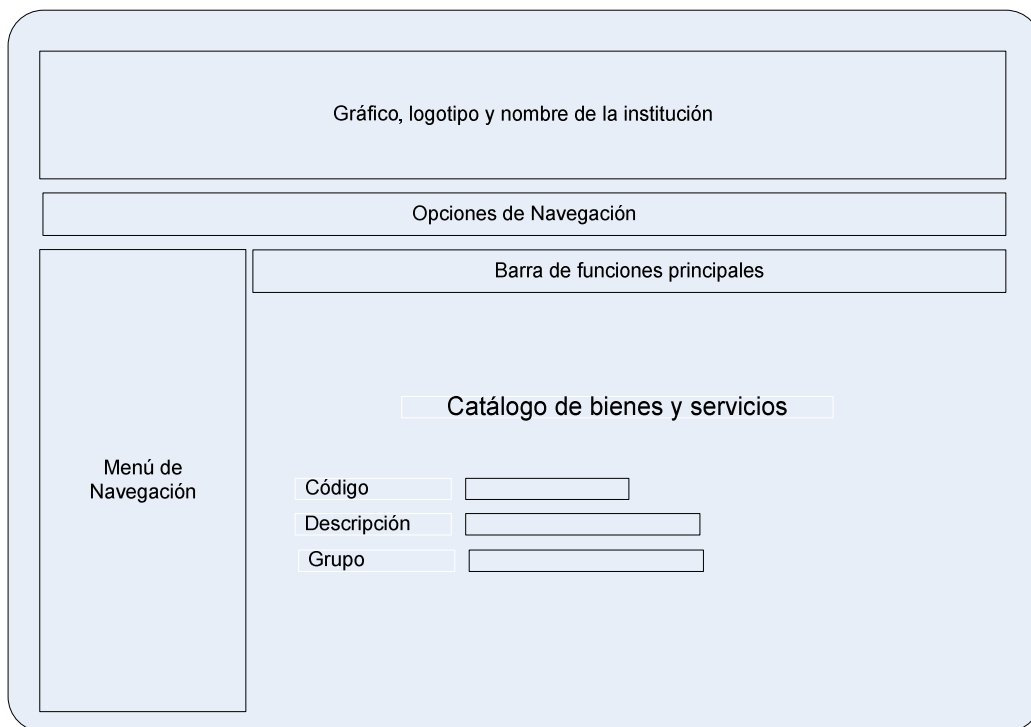 Gráfico, logotipo y nombre de la institución
Opciones de Navegación
Barra de funciones principales
Menú de
Navegación
Catálogo de bienes y servicios
Código
Descripción
Grupo